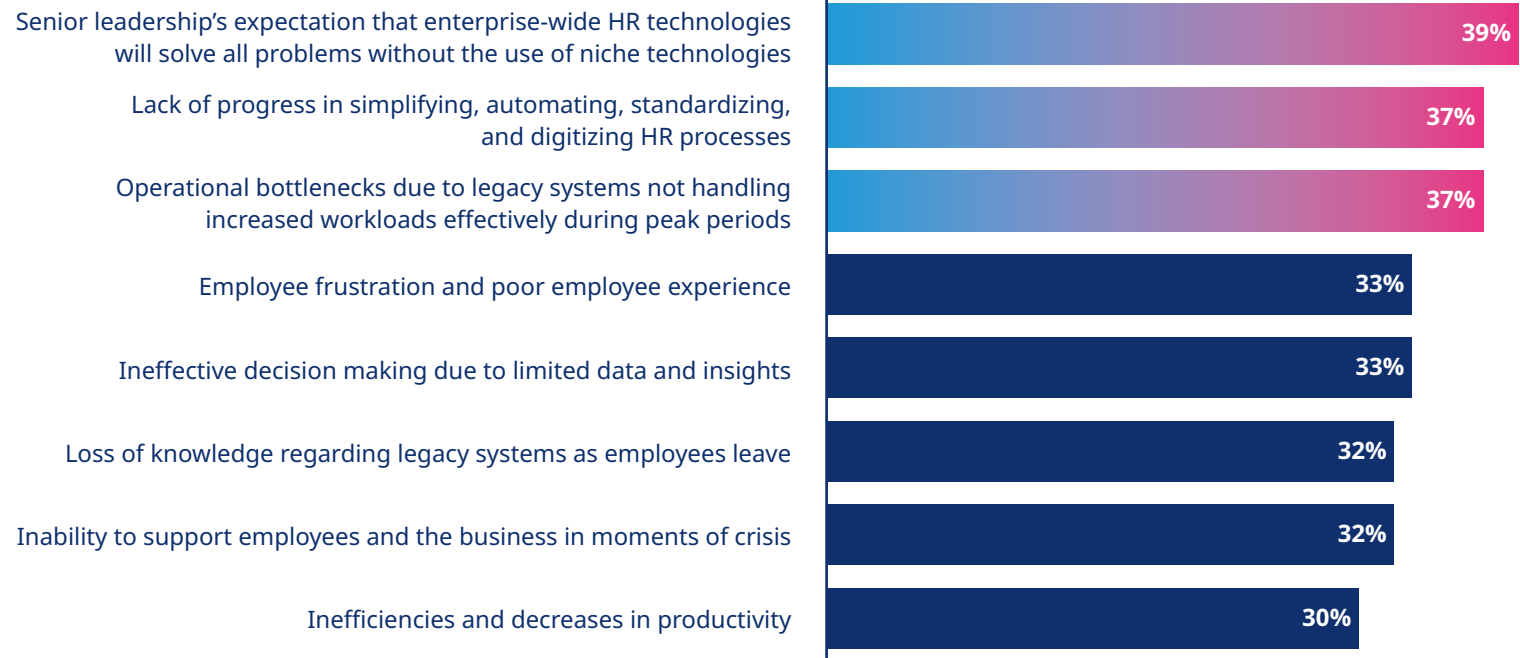 Senior leadership’s expectation that enterprise-wide HR technologies
will solve all problems without the use of niche technologies
39%
Lack of progress in simplifying, automating, standardizing,
and digitizing HR processes
37%
Operational bottlenecks due to legacy systems not handling
increased workloads effectively during peak periods
37%
Employee frustration and poor employee experience
33%
Ineffective decision making due to limited data and insights
33%
Loss of knowledge regarding legacy systems as employees leave
32%
Inability to support employees and the business in moments of crisis
32%
Inefficiencies and decreases in productivity
30%